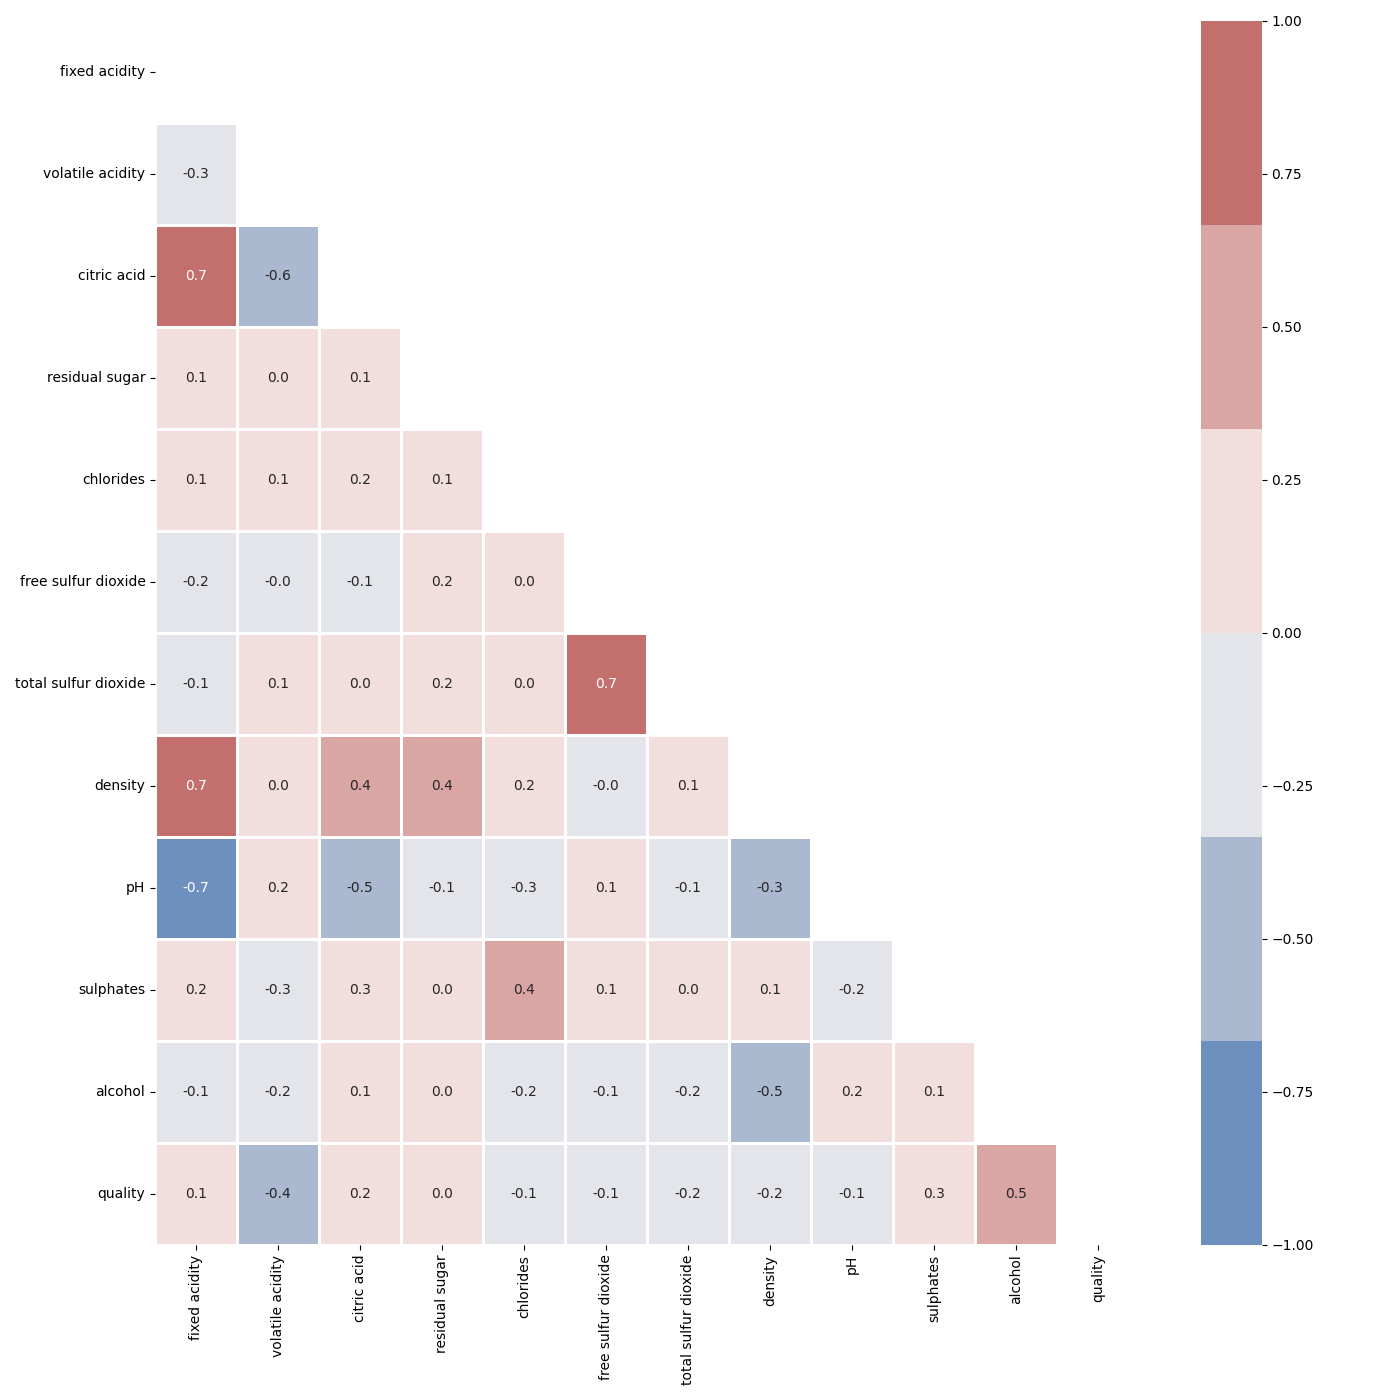 fixed acidity
volatile acidity -0.3
citric acid 0.7 -0.6
residual sugar 0.1 0.0 0.1
chlorides 0.1 0.1 0.2 0.1
free sulfur dioxide -0.2 -0.0 -0.1 0.2 0.0
total sulfur dioxide -0.1 0.1 0.0 0.2 0.0 0.7
density 0.7 0.0 0.4 0.4 0.2 -0.0 0.1
pH -0.7 0.2 -0.5 -0.1 -0.3 0.1 -0.1 -0.3
sulphates 0.2 -0.3 0.3 0.0 0.4 0.1 0.0 0.1 -0.2
alcohol -0.1 -0.2 0.1 0.0 -0.2 -0.1 -0.2 -0.5 0.2 0.1
quality 0.1 -0.4 0.2 0.0 -0.1 -0.1 -0.2 -0.2 -0.1 0.3 0.5
fixed acidity
volatile acidity
citric acid
residual sugar
chlorides
free sulfur dioxide
total sulfur dioxide
density
pH
sulphates
alcohol
quality
1.00
0.75
0.50
0.25
0.00
−0.25
−0.50
−0.75
−1.00